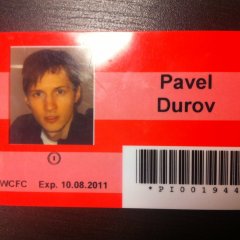 Pavel
Durov
WCFC Exp. 10.08.2011
*PI001944